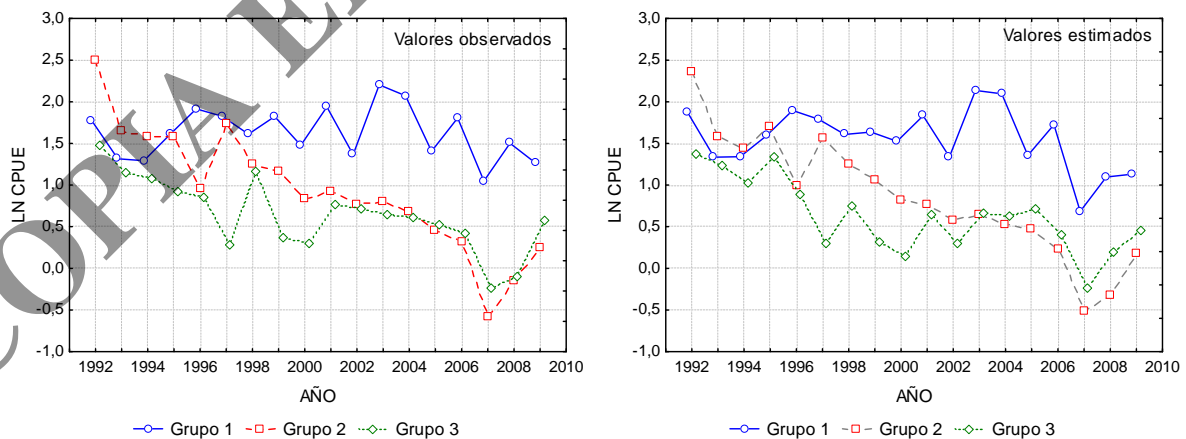 Valores observados
3,0
2,5
2,0
1,5
1,0
0,5
0,0
-0,5
-1,0
LN CPUE
1992 1994 1996 1998 2000 2002 2004 2006 2008 2010
AÑO
Grupo 1 Grupo 2 Grupo 3
Valores estimados
3,0
2,5
2,0
1,5
1,0
0,5
0,0
-0,5
-1,0
LN CPUE
1992 1994 1996 1998 2000 2002 2004 2006 2008 2010
AÑO
Grupo 1 Grupo 2 Grupo 3
COPIA